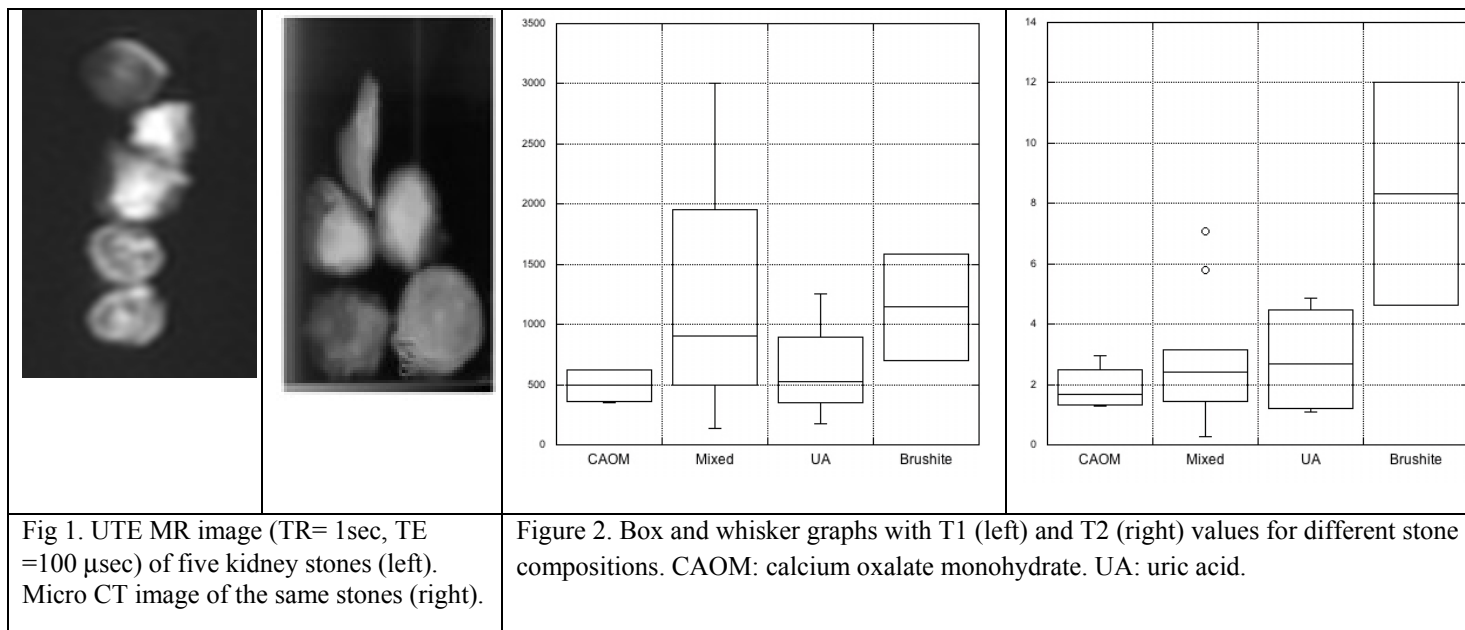 3500
3000
2500
2000
1500
1000
500
0
CAOM Mixed UA Brushite
14
12
10
8
6
4
2
0
CAOM Mixed UA Brushite
Fig 1. UTE MR image (TR= 1sec, TE
=100 μsec) of five kidney stones (left).
Micro CT image of the same stones (right).
Figure 2. Box and whisker graphs with T1 (left) and T2 (right) values for different stone
compositions. CAOM: calcium oxalate monohydrate. UA: uric acid.